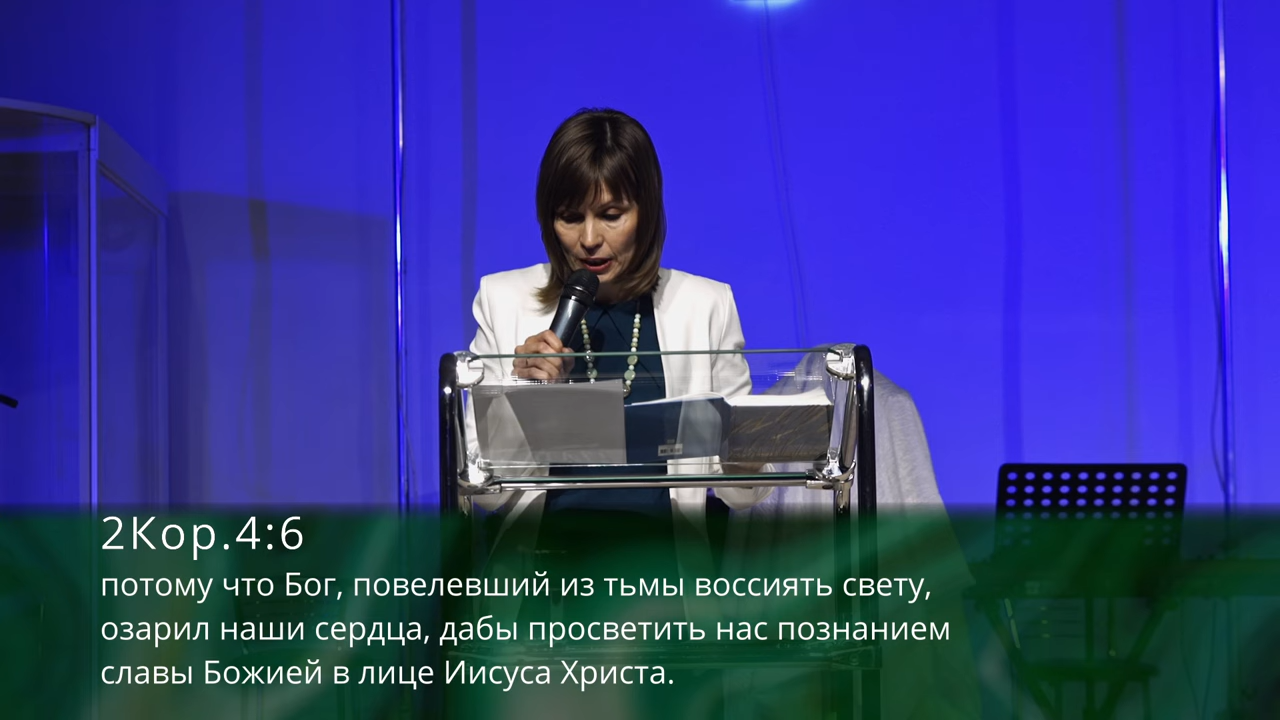 2Кор.4:6
потому что Бог, повелевший из тьмы воссиять свету,
озарил наши сердца, дабы просветить нас познанием
славы Божией в лице Иисуса Христа.